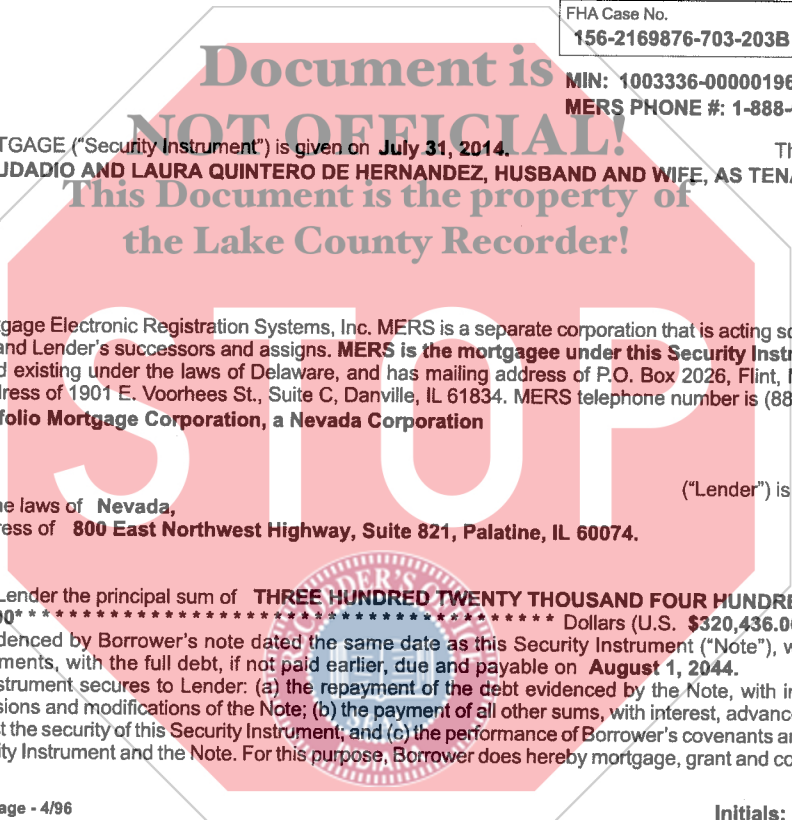 FHA Case No.
156-2169876-703-203B
Document is
MIN: 1003336-00000196
MERS PHONE #: 1-888-
NOT OFFICIAL!
TGAGE ("Security Instrument") is given on July 31, 2014. Th
UDADIO AND LAURA QUINTERO DE HERNANDEZ, HUSBAND AND WIFE, AS TENA
This Document is the property of
the Lake County Recorder!
STOP
tgage Electronic Registration Systems, Inc. MERS is a separate corporation that is acting so
and Lender's successors and assigns. MERS is the mortgagee under this Security Instr
d existing under the laws of Delaware, and has mailing address of P.O. Box 2026, Flint, M
dress of 1901 E. Voorhees St., Suite C, Danville, IL 61834. MERS telephone number is (88
folio Mortgage Corporation, a Nevada Corporation
("Lender") is
he laws of Nevada,
ress of 800 East Northwest Highway, Suite 821, Palatine, IL 60074.
Lender the principal sum of THREE HUNDRED TWENTY THOUSAND FOUR HUNDRE
00* * * * * * * * * * * * * * * * * * * * * * * * * * * * * * * * * * * * * * * * Dollars (U.S. $320,436.0
denced by Borrower's note dated the same date as this Security Instrument ("Note"), w
ments, with the full debt, if not paid earlier, due and payable on August 1, 2044.
strument secures to Lender: (a) the repayment of the debt evidenced by the Note, with in
sions and modifications of the Note; (b) the payment of all other sums, with interest, advance
t the security of this Security Instrument; and (c) the performance of Borrower's covenants a
ity Instrument and the Note. For this purpose, Borrower does hereby mortgage, grant and co
SEAL
INDIANA
age - 4/96
Initials: